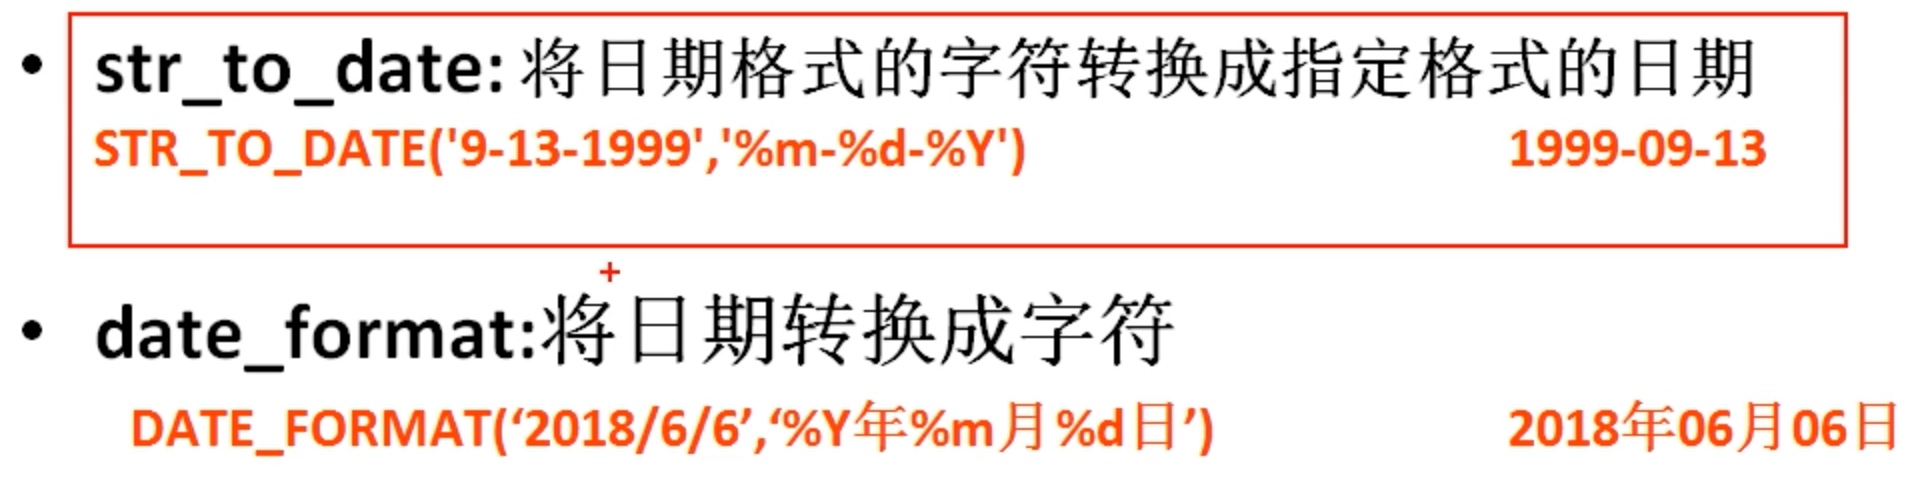 • str_to_date: 将日期格式的字符转换成指定格式的日期
STR_TO_DATE('9-13-1999','%m-%d-%Y') 1999-09-13
• date_format:将日期转换成字符
DATE_FORMAT(‘2018/6/6’,‘%Y年%m月%d日’) 2018年06月06日